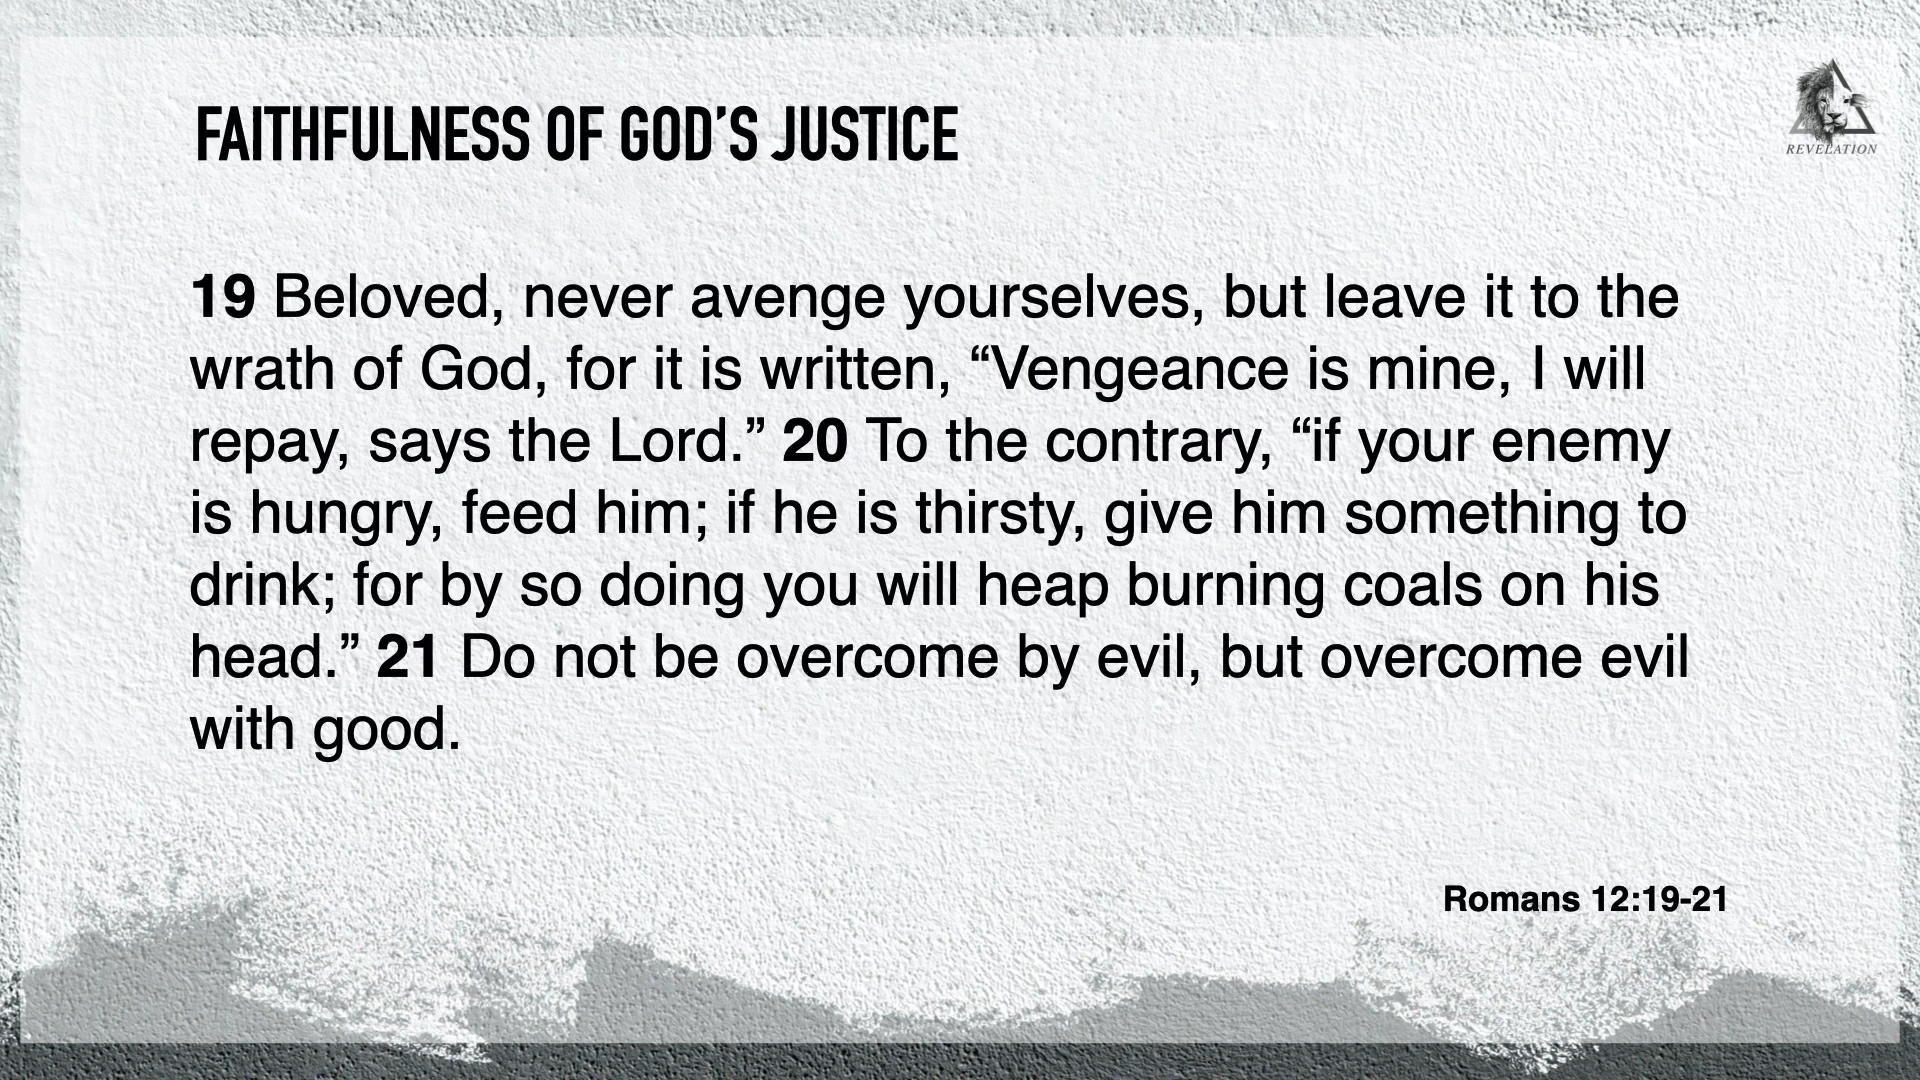 REVELATION
FAITHFULNESS OF GOD’S JUSTICE
19 Beloved, never avenge yourselves, but leave it to the
wrath of God, for it is written, “Vengeance is mine, I will
repay, says the Lord.” 20 To the contrary, “if your enemy
is hungry, feed him; if he is thirsty, give him something to
drink; for by so doing you will heap burning coals on his
head.” 21 Do not be overcome by evil, but overcome evil
with good.
Romans 12:19-21